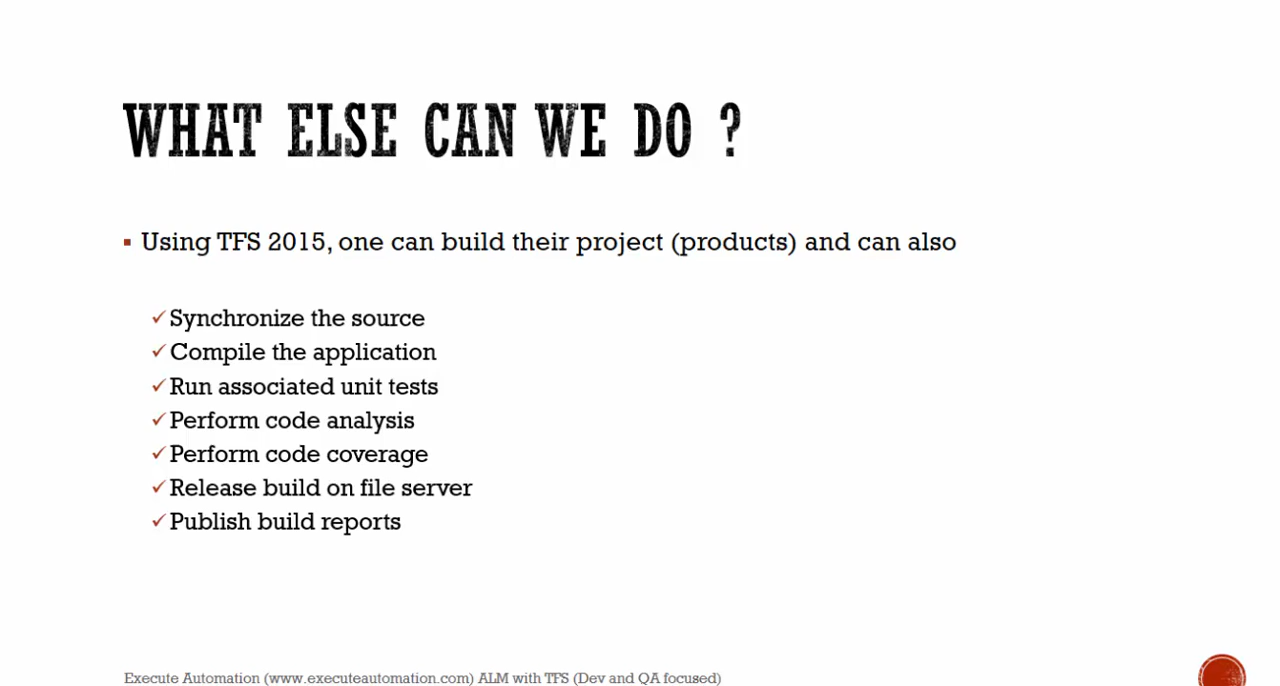 WHAT ELSE CAN WE DO ?
Using TFS 2015, one can build their project (products) and can also
Synchronize the source
Compile the application
Run associated unit tests
Perform code analysis
Perform code coverage
Release build on file server
Publish build reports
Execute Automation (www.executeautomation.com) ALM with TFS (Dev and QA focused)